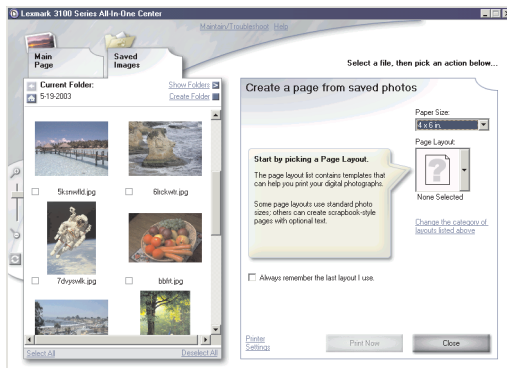 Lexmark 3100 Series All-In-One Center
Maintain/Troubleshoot Help
Main
Page
Saved
Images
Select a file, then pick an action below...
Current Folder:
5-19-2003
Show Folders
Create Folder
5ksnwfld.jpg
6hckwtr.jpg
7dvyswlk.jpg
bbfrt.jpg
Select All
Deselect All
Create a page from saved photos
Paper Size:
4 x 6 in.
Page Layout:
?
None Selected
Change the category of
layouts listed above
Start by picking a Page Layout.
The page layout list contains templates that
can help you print your digital photographs.
Some page layouts use standard photo
sizes; others can create scrapbook-style
pages with optional text.
Always remember the last layout I use.
Printer
Settings
Print Now
Close